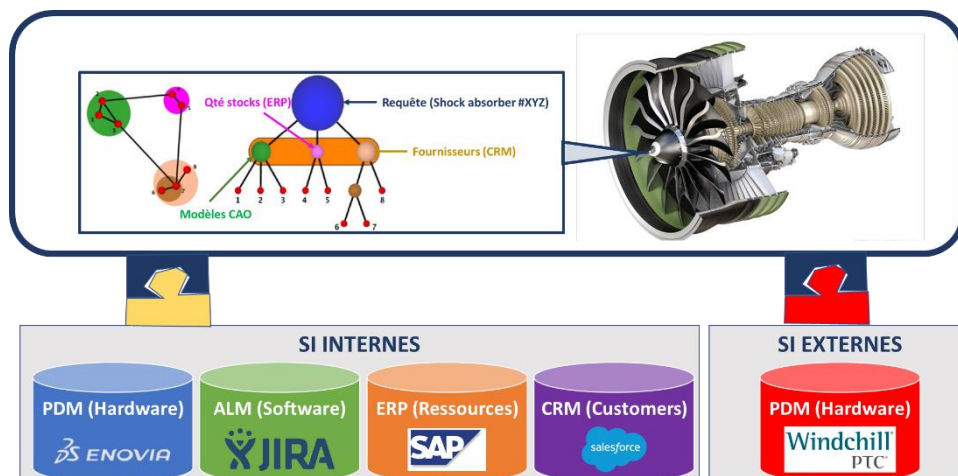 Qté stocks (ERP)
Requête (Shock absorber #XYZ)
Fournisseurs (CRM)
Modèles CAO
1 2 3 4 5 8
6 7
SI INTERNES
SI EXTERNES
PDM (Hardware)
ALM (Software)
ERP (Ressources)
CRM (Customers)
PDM (Hardware)
ENOVIA
JIRA
SAP
salesforce
Windchill
PTC